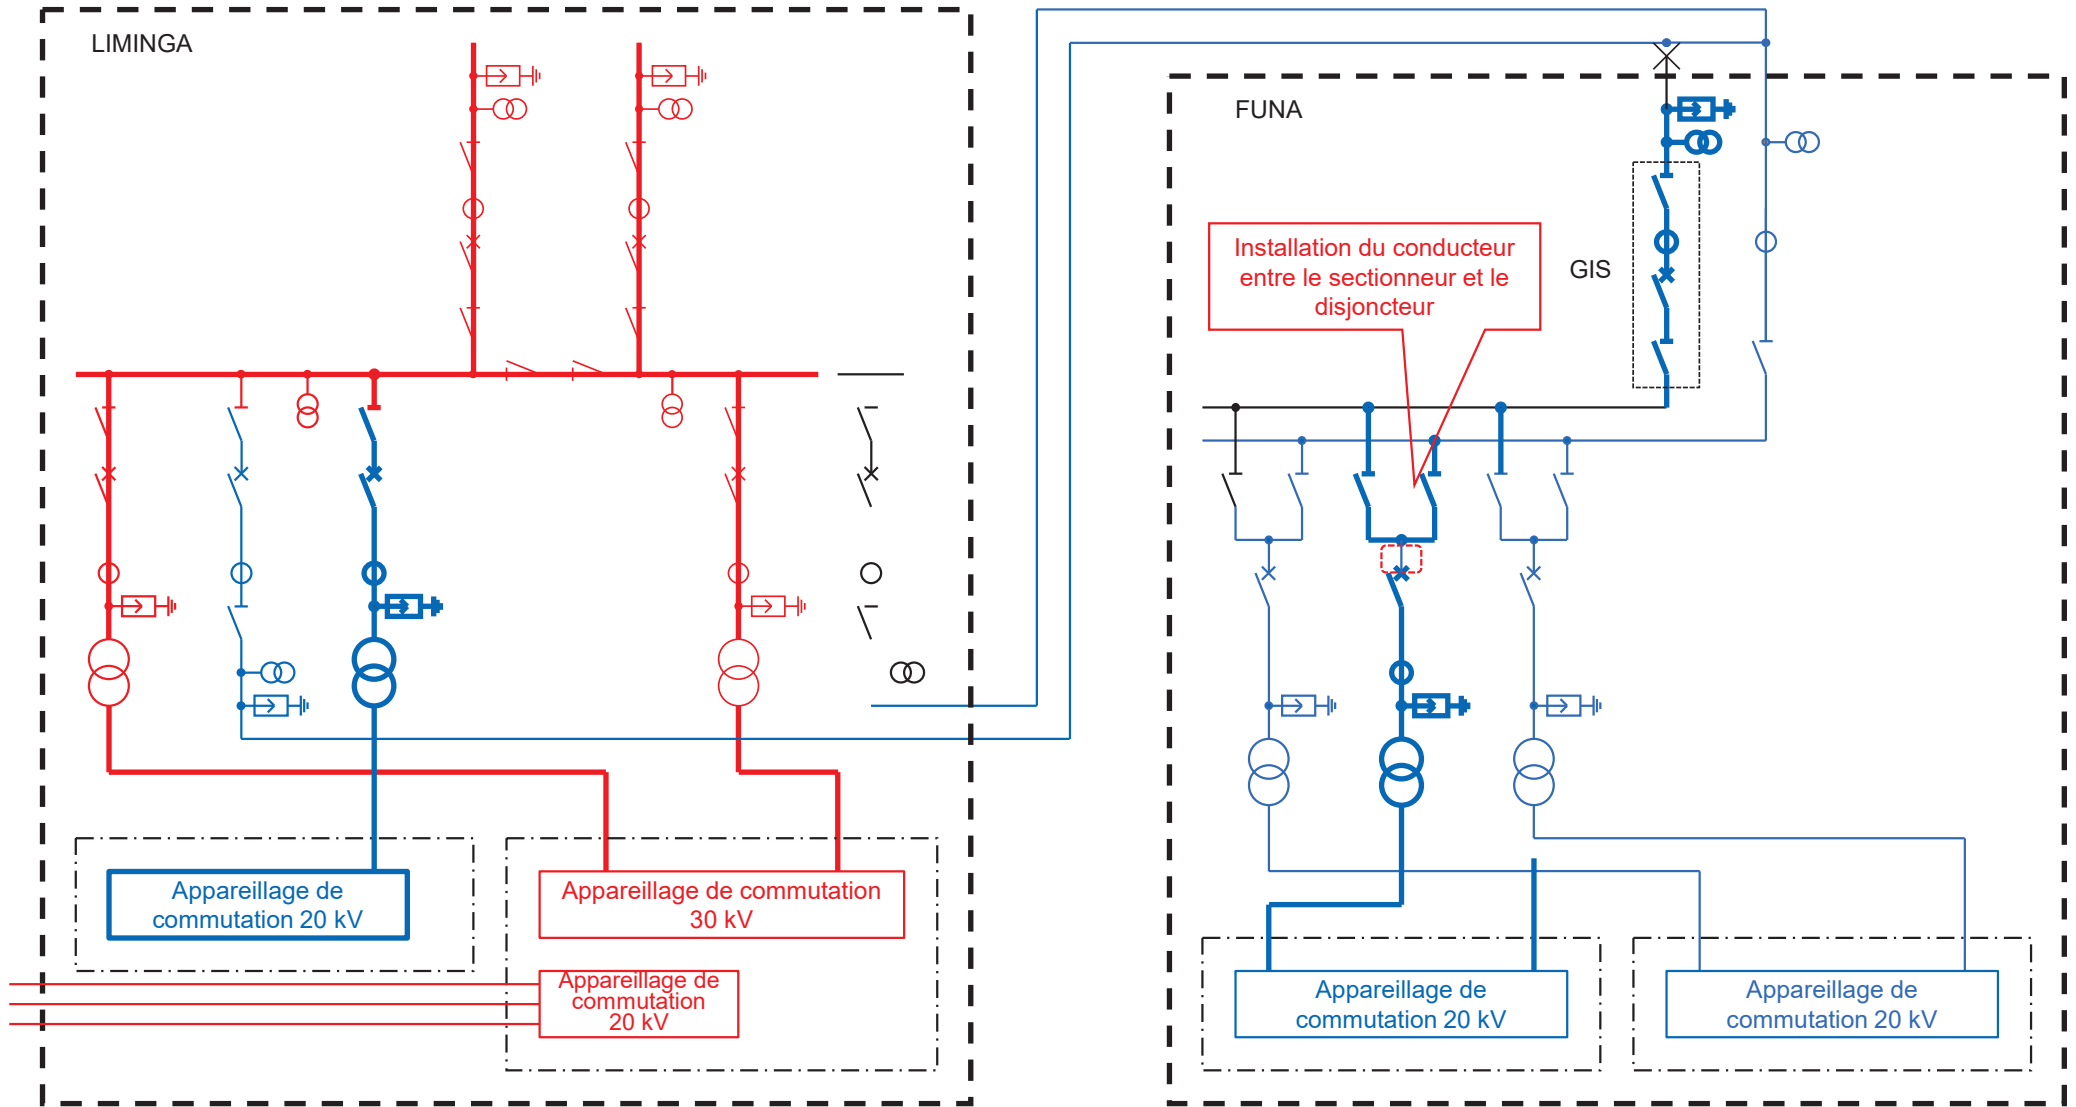 LIMINGA
FUNA
Installation du conducteur
entre le sectionneur et le
disjoncteur
GIS
Appareillage de
commutation 20 kV
Appareillage de commutation
30 kV
Appareillage de
commutation
20 kV
Appareillage de
commutation 20 kV
Appareillage de
commutation 20 kV